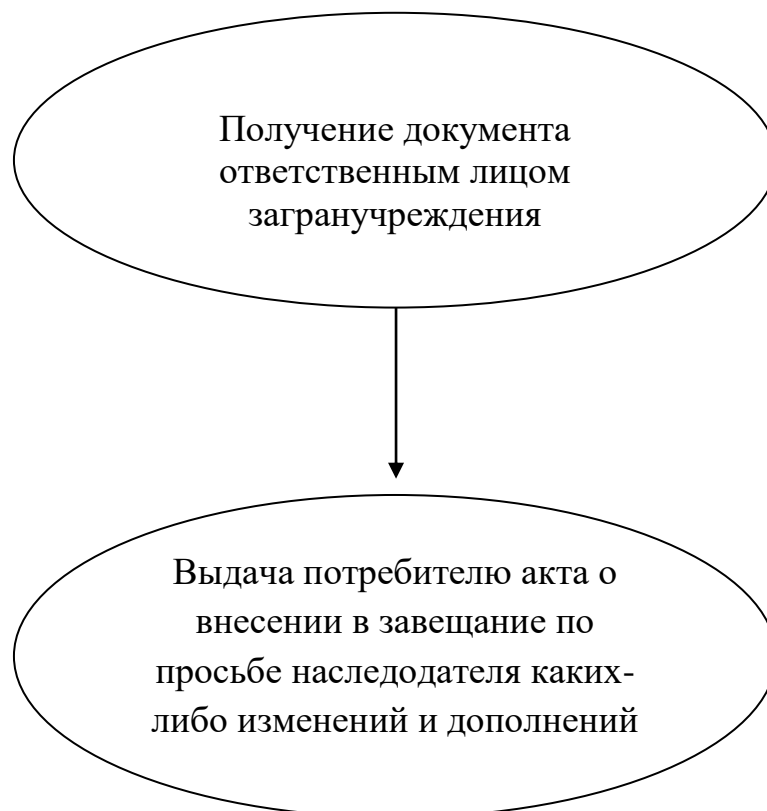 Получение документа
ответственным лицом
загранучреждения
Выдача потребителю акта о
внесении в завещание по
просьбе наследодателя каких-
либо изменений и дополнений